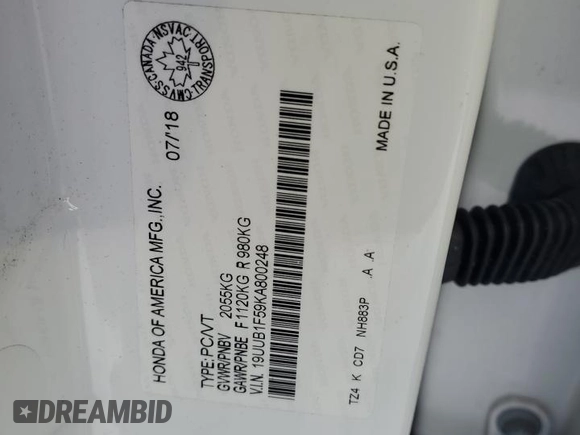 CANADA·NSVAC
TRANSPORT
CMVSS
942
HONDA OF AMERICA MFG.,INC. 07/'18
TYPE:PC/VT
GVWR/PNBV 2055KG
GAWR/PNBE F 1120KG R 980KG
V.I.N. 19UUB1F59KA800248
MADE IN U.S.A.
TZ4 K CD7 NH883P .A .A
DREAMBID